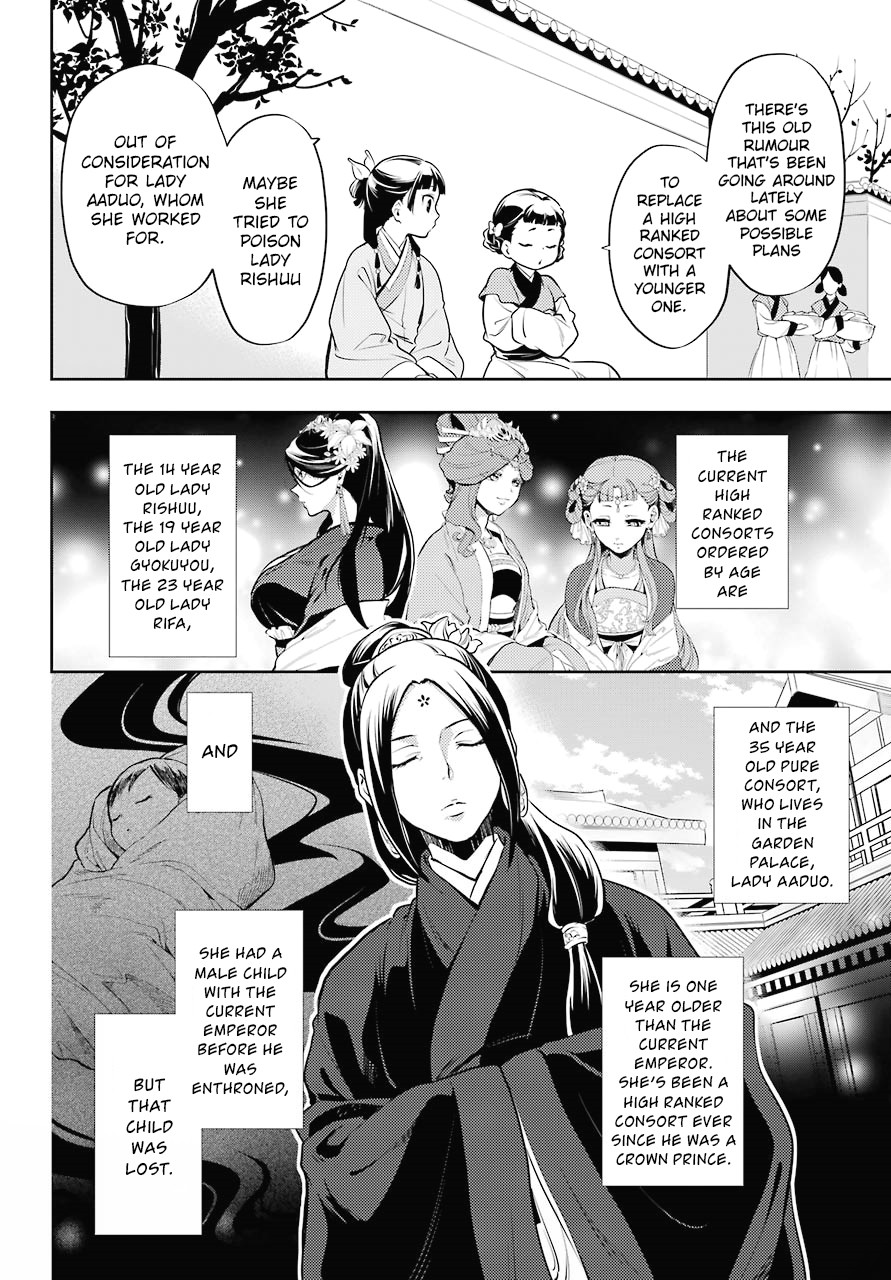 THERE'S
THIS OLD
RUMOUR
THAT'S BEEN
GOING AROUND
LATELY
ABOUT SOME
POSSIBLE
PLANS
TO
REPLACE
A HIGH
RANKED
CONSORT
WITH A
YOUNGER
ONE.
MAYBE
SHE
TRIED TO
POISON
LADY
RISHUU
OUT OF
CONSIDERATION
FOR LADY
AADUO, WHOM
SHE WORKED
FOR.
THE
CURRENT
HIGH
RANKED
CONSORTS
ORDERED
BY AGE
ARE
THE 14 YEAR
OLD LADY
RISHUU,
THE 19 YEAR
OLD LADY
GYOKUYOU,
THE 23 YEAR
OLD LADY
RIFA,
AND THE
35 YEAR
OLD PURE
CONSORT,
WHO LIVES
IN THE
GARDEN
PALACE,
LADY AADUO.
SHE IS ONE
YEAR OLDER
THAN THE
CURRENT
EMPEROR.
SHE'S BEEN A
HIGH RANKED
CONSORT EVER
SINCE HE WAS A
CROWN PRINCE.
AND
SHE HAD A
MALE CHILD
WITH THE
CURRENT
EMPEROR
BEFORE HE
WAS
ENTHRONED,
BUT
THAT
CHILD
WAS
LOST.